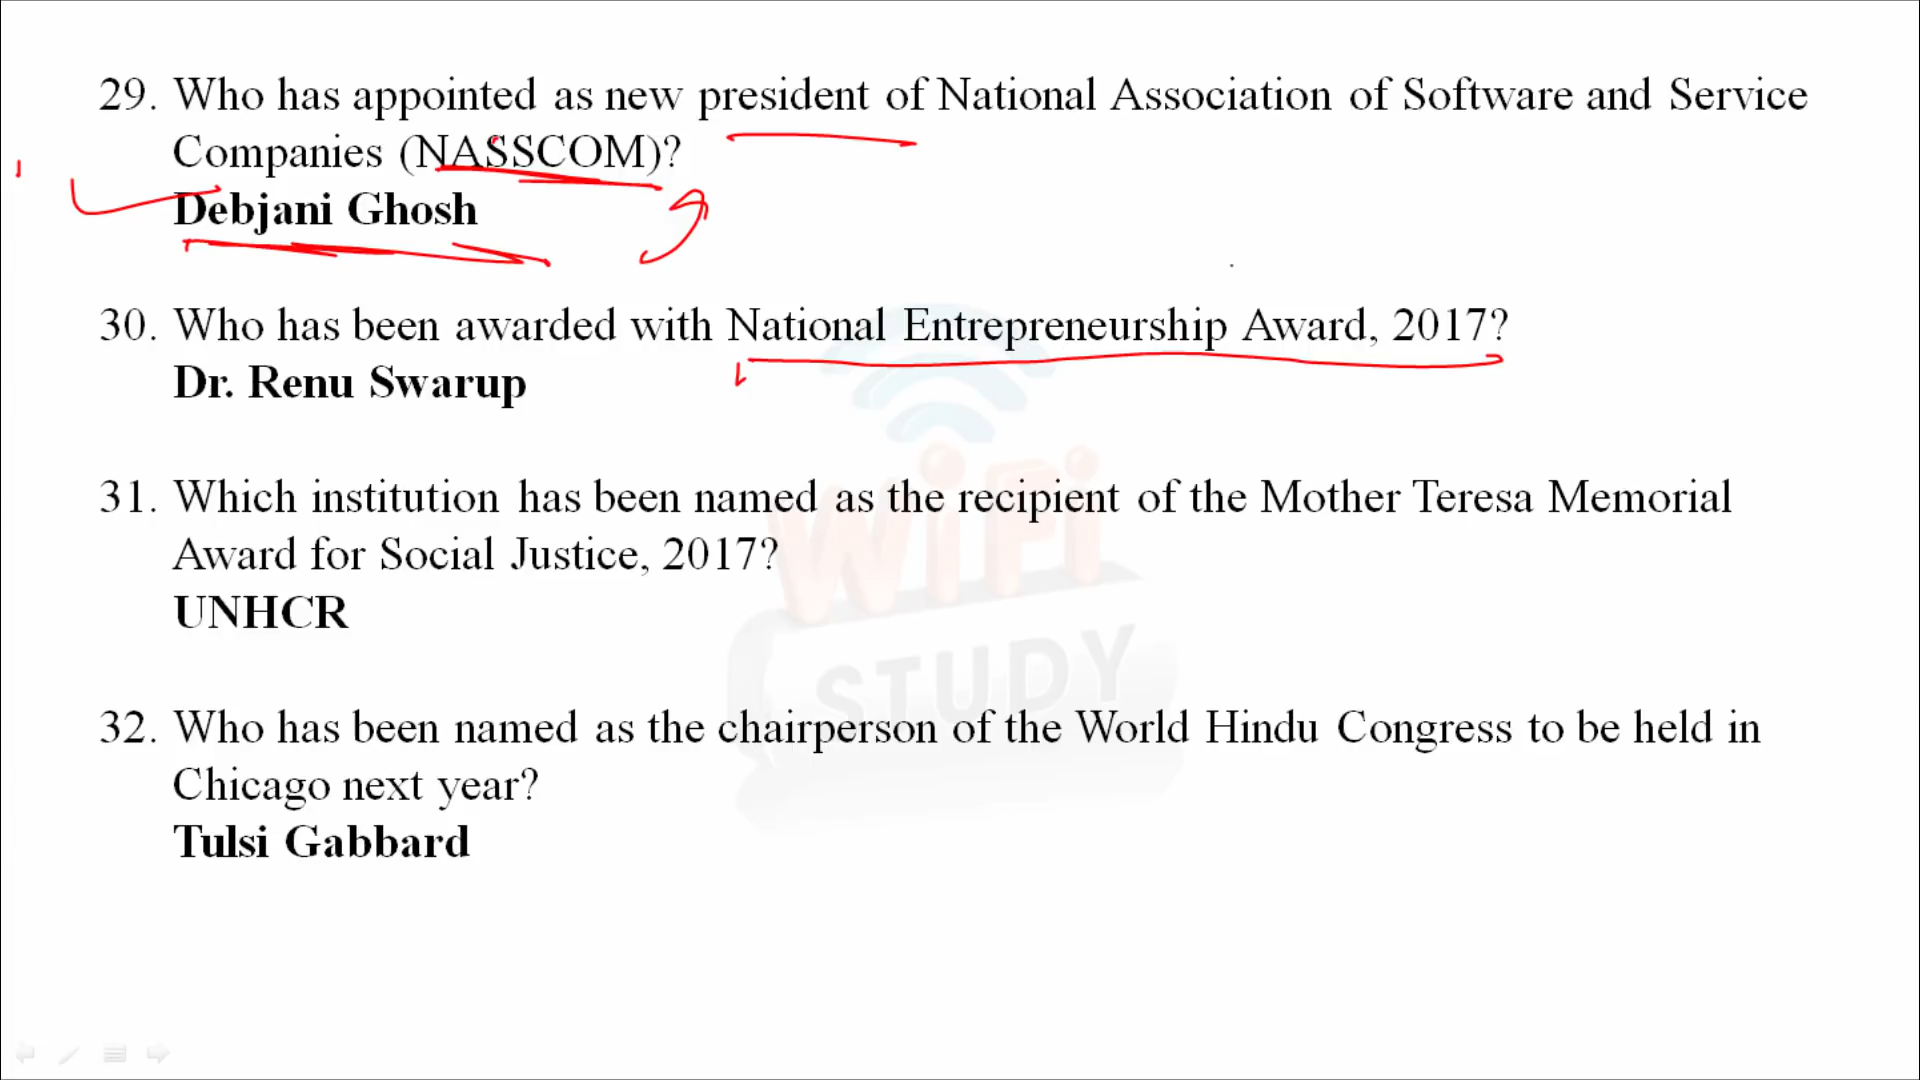 29. Who has appointed as new president of National Association of Software and Service
Companies (NASSCOM)?
Debjani Ghosh
30. Who has been awarded with National Entrepreneurship Award, 2017?
Dr. Renu Swarup
31. Which institution has been named as the recipient of the Mother Teresa Memorial
Award for Social Justice, 2017?
UNHCR
32. Who has been named as the chairperson of the World Hindu Congress to be held in
Chicago next year?
Tulsi Gabbard
WiFi
STUDY